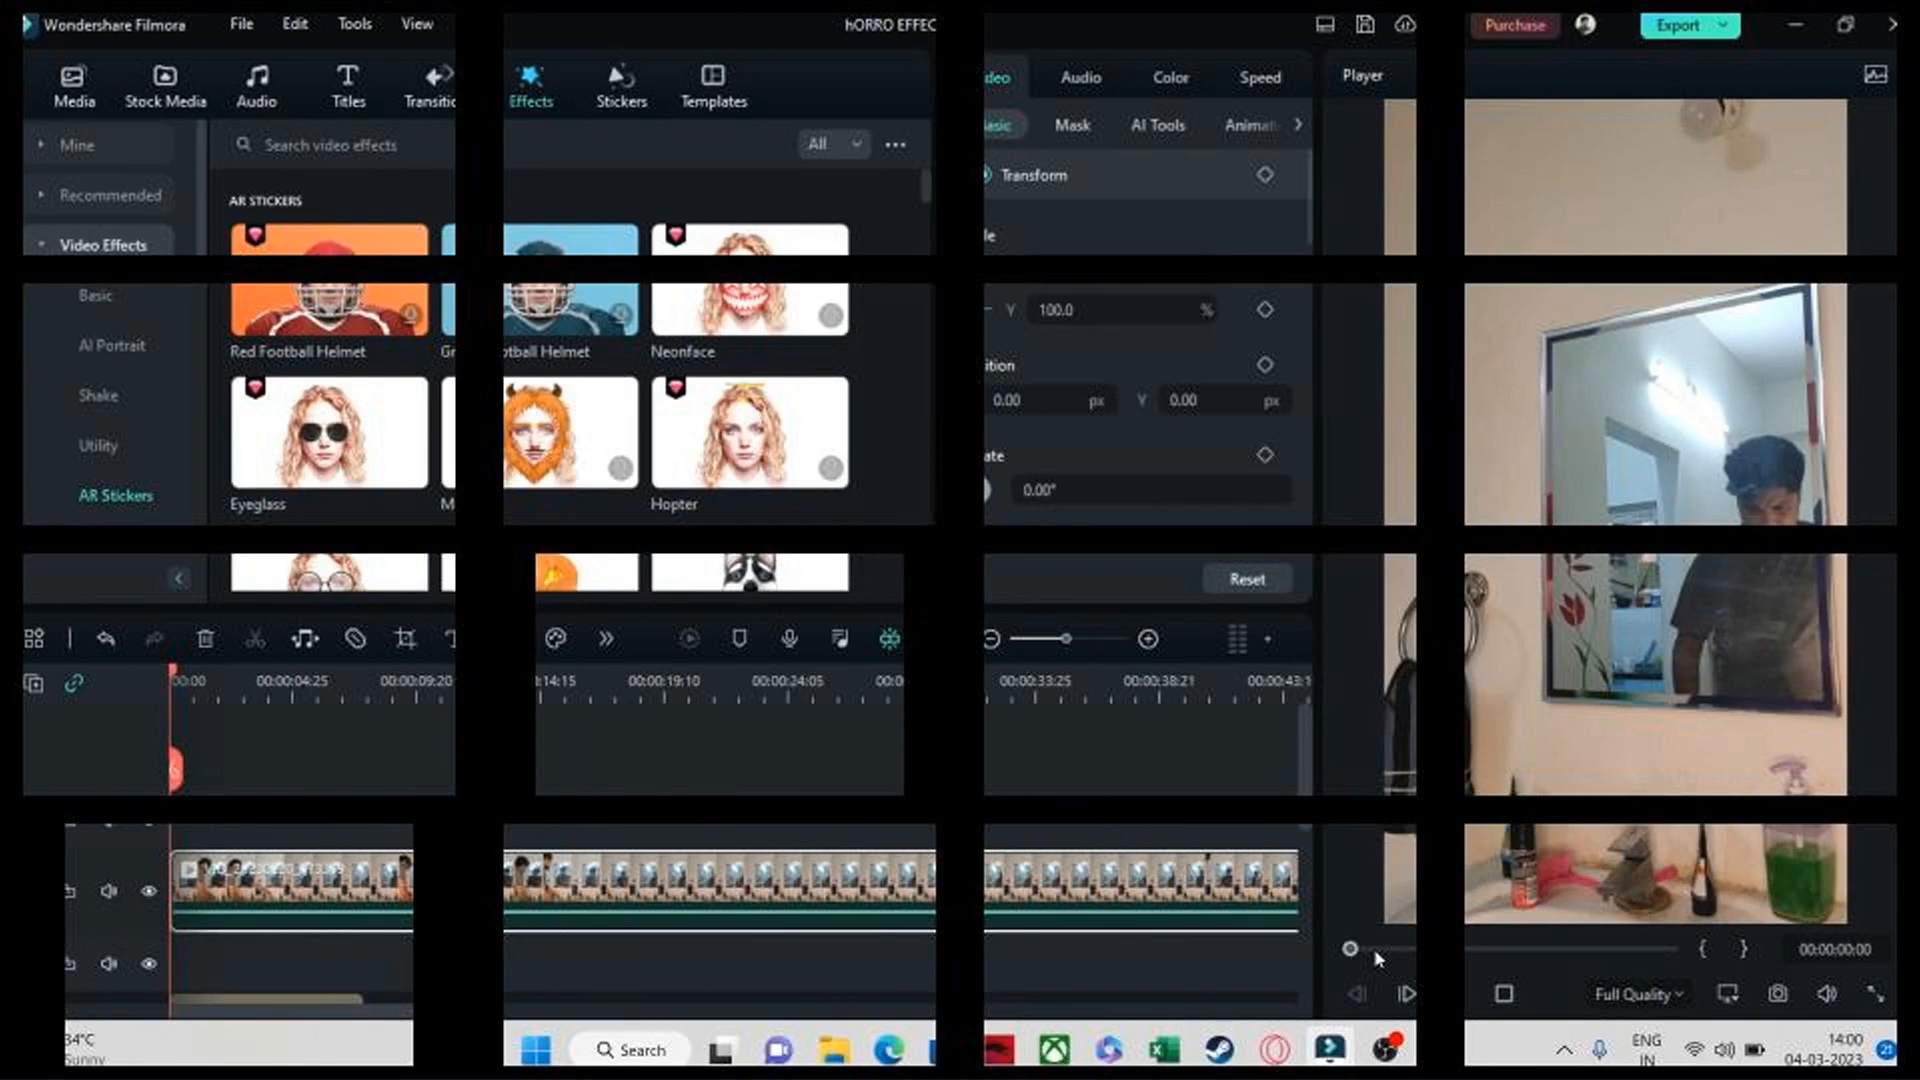 Wondershare Filmora File Edit Tools View hORRO EFFEC Purchase Export
Media Stock Media Audio Titles Transitic Effects Stickers Templates deo Audio Color Speed Player
Mine Search video effects All asic Mask AI Tools Animat
Recommended AR STICKERS Transform
Video Effects le
Basic Y 100.0 %
AI Portrait Red Football Helmet Gr otball Helmet Neonface ition
Shake 0.00 px Y 0.00 px
Utility ate
AR Stickers Eyeglass M Hopter 0.00°
Reset
00:00 00:00:04:25 00:00:09:20 :14:15 00:00:19:10 00:00:24:05 00:0 00:00:33:25 00:00:38:21 00:00:43:1
{ } 00:00:00:00
Full Quality
34°C
Sunny
Search
ENG
IN
14:00
04-03-2023
21